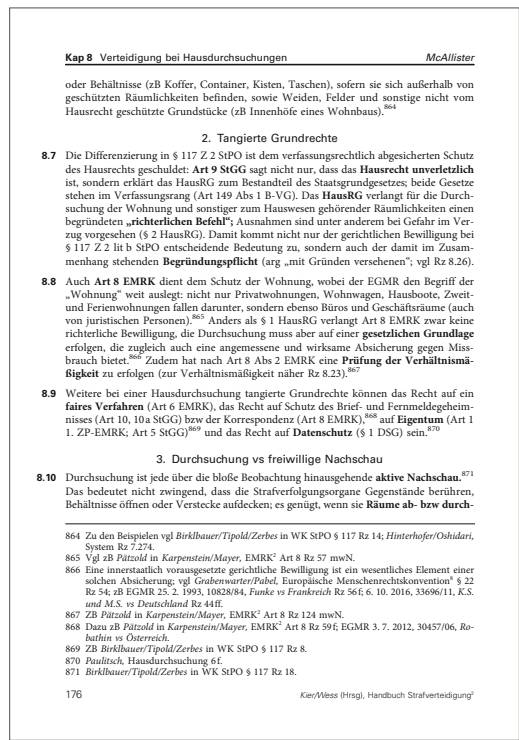 Kap 8 Verteidigung bei Hausdurchsuchungen McAllister
oder Behältnisse (zB Koffer, Container, Kisten, Taschen), sofern sie sich außerhalb von
geschützten Räumlichkeiten befinden, sowie Weiden, Felder und sonstige nicht vom
Hausrecht geschützte Grundstücke (zB Innenhöfe eines Wohnbaus).864
2. Tangierte Grundrechte
8.7 Die Differenzierung in § 117 Z 2 StPO ist dem verfassungsrechtlich abgesicherten Schutz
des Hausrechts geschuldet: Art 9 StGG sagt nicht nur, dass das Hausrecht unverletzlich
ist, sondern erklärt das HausRG zum Bestandteil des Staatsgrundgesetzes; beide Gesetze
stehen im Verfassungsrang (Art 149 Abs 1 B-VG). Das HausRG verlangt für die Durch-
suchung der Wohnung und sonstiger zum Hauswesen gehörender Räumlichkeiten einen
begründeten „richterlichen Befehl“; Ausnahmen sind unter anderem bei Gefahr im Ver-
zug vorgesehen (§ 2 HausRG). Damit kommt nicht nur der gerichtlichen Bewilligung bei
§ 117 Z 2 lit b StPO entscheidende Bedeutung zu, sondern auch der damit im Zusam-
menhang stehenden Begründungspflicht (arg „mit Gründen versehenen“; vgl Rz 8.26).
8.8 Auch Art 8 EMRK dient dem Schutz der Wohnung, wobei der EGMR den Begriff der
„Wohnung“ weit auslegt: nicht nur Privatwohnungen, Wohnwagen, Hausboote, Zweit-
und Ferienwohnungen fallen darunter, sondern ebenso Büros und Geschäftsräume (auch
von juristischen Personen).865 Anders als § 1 HausRG verlangt Art 8 EMRK zwar keine
richterliche Bewilligung, die Durchsuchung muss aber auf einer gesetzlichen Grundlage
erfolgen, die zugleich auch eine angemessene und wirksame Absicherung gegen Miss-
brauch bietet.866 Zudem hat nach Art 8 Abs 2 EMRK eine Prüfung der Verhältnismä-
ßigkeit zu erfolgen (zur Verhältnismäßigkeit näher Rz 8.23).867
8.9 Weitere bei einer Hausdurchsuchung tangierte Grundrechte können das Recht auf ein
faires Verfahren (Art 6 EMRK), das Recht auf Schutz des Brief- und Fernmeldegeheim-
nisses (Art 10, 10a StGG) bzw der Korrespondenz (Art 8 EMRK),868 auf Eigentum (Art 1
1. ZP-EMRK; Art 5 StGG)869 und das Recht auf Datenschutz (§ 1 DSG) sein.870
3. Durchsuchung vs freiwillige Nachschau
8.10 Durchsuchung ist jede über die bloße Beobachtung hinausgehende aktive Nachschau.871
Das bedeutet nicht zwingend, dass die Strafverfolgungsorgane Gegenstände berühren,
Behältnisse öffnen oder Verstecke aufdecken; es genügt, wenn sie Räume ab- bzw durch-
864 Zu den Beispielen vgl Birklbauer/Tipold/Zerbes in WK StPO § 117 Rz 14; Hinterhofer/Oshidari,
System Rz 7.274.
865 Vgl zB Pätzold in Karpenstein/Mayer, EMRK2 Art 8 Rz 57 mwN.
866 Eine innerstaatlich vorausgesetzte gerichtliche Bewilligung ist ein wesentliches Element einer
solchen Absicherung; vgl Grabenwarter/Pabel, Europäische Menschenrechtskonvention8 § 22
Rz 54; zB EGMR 25. 2. 1993, 10828/84, Funke vs Frankreich Rz 56f; 6. 10. 2016, 33696/11, K.S.
und M.S. vs Deutschland Rz 44ff.
867 ZB Pätzold in Karpenstein/Mayer, EMRK2 Art 8 Rz 124 mwN.
868 Dazu zB Pätzold in Karpenstein/Mayer, EMRK2 Art 8 Rz 59f; EGMR 3. 7. 2012, 30457/06, Ro-
bathin vs Österreich.
869 ZB Birklbauer/Tipold/Zerbes in WK StPO § 117 Rz 8.
870 Paulitsch, Hausdurchsuchung 6f.
871 Birklbauer/Tipold/Zerbes in WK StPO § 117 Rz 18.
176 Kier/Wess (Hrsg), Handbuch Strafverteidigung2